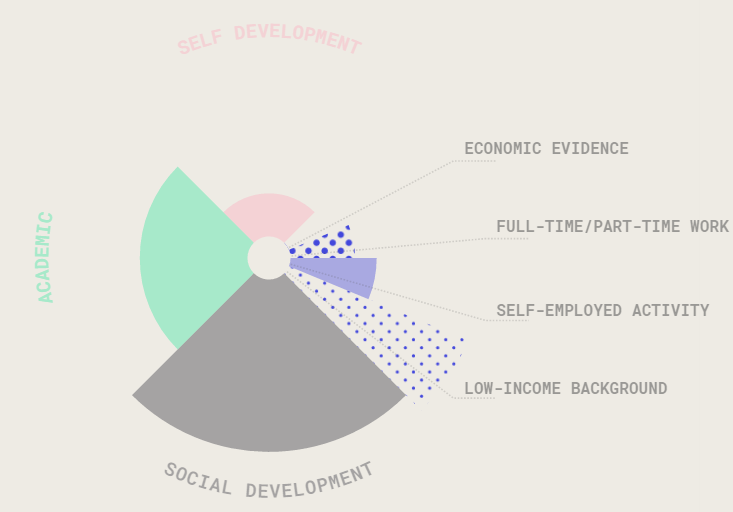 SELF DEVELOPMENT
ECONOMIC EVIDENCE
FULL-TIME/PART-TIME WORK
ACADEMIC
SELF-EMPLOYED ACTIVITY
LOW-INCOME BACKGROUND
SOCIAL DEVELOPMENT